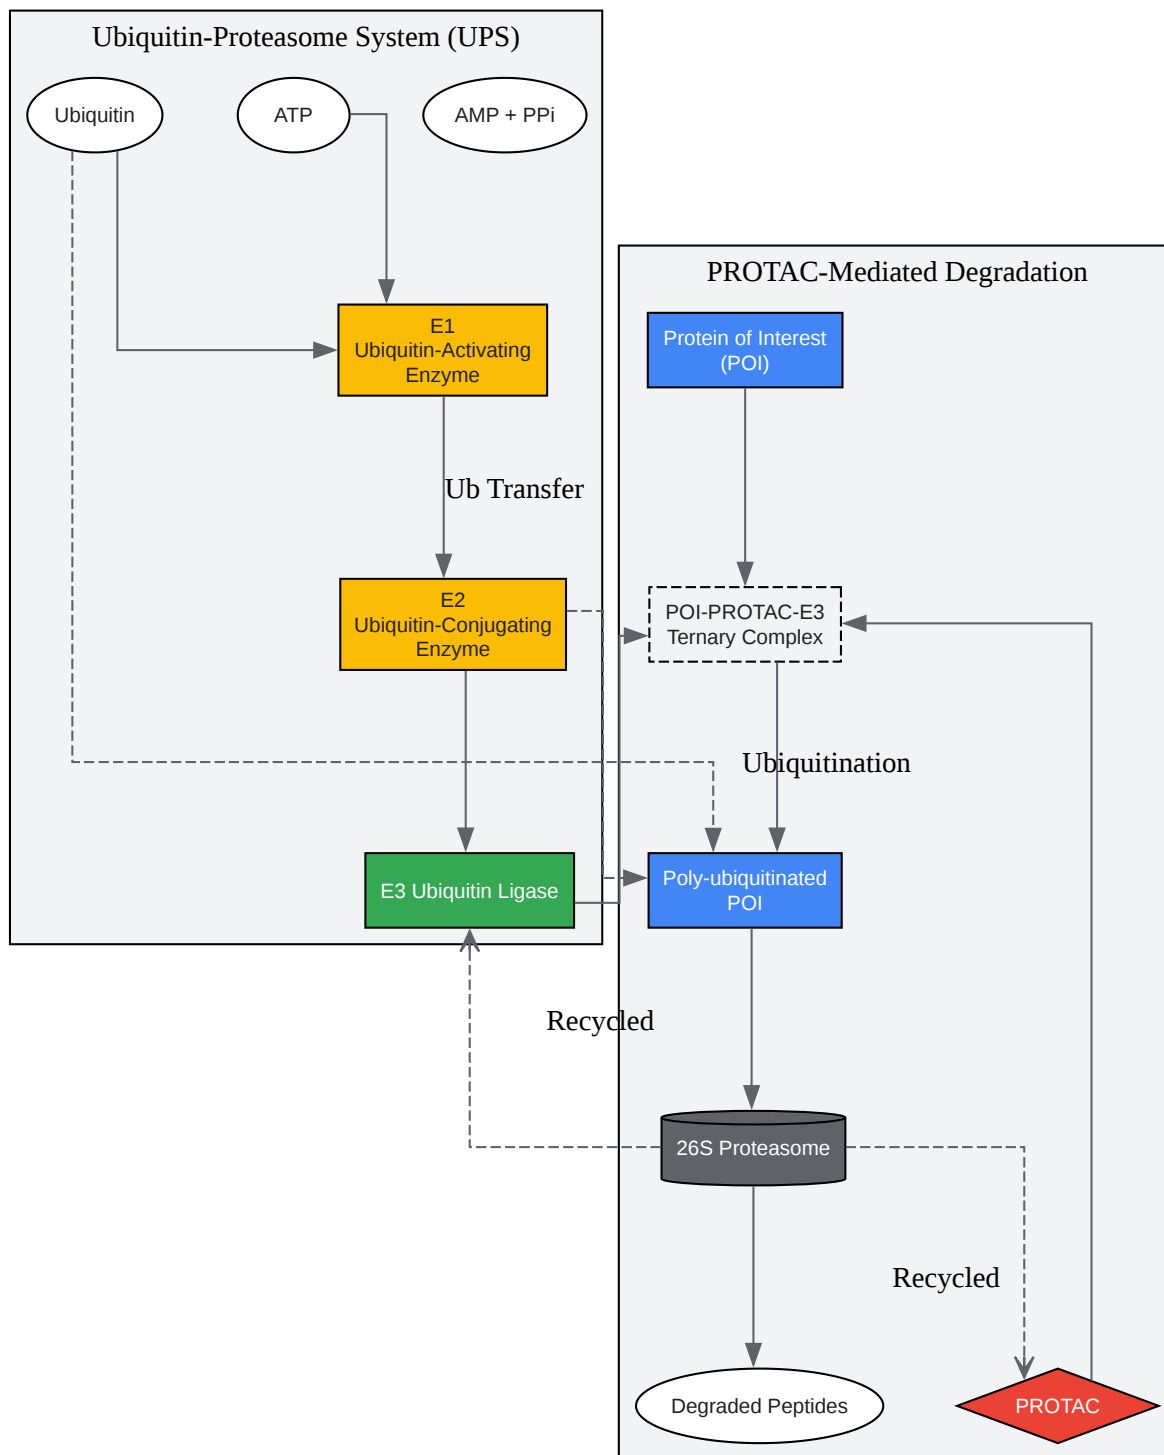 Ubiquitin-Proteasome System (UPS)
Ubiquitin
ATP
AMP + PPi
PROTAC-Mediated Degradation
E1
Ubiquitin-Activating
Enzyme
Protein of Interest
(POI)
Ub Transfer
E2
Ubiquitin-Conjugating
Enzyme
POI-PROTAC-E3
Ternary Complex
Ubiquitination
E3 Ubiquitin Ligase
Poly-ubiquitinated
POI
Recycled
26S Proteasome
Recycled
Degraded Peptides
PROTAC